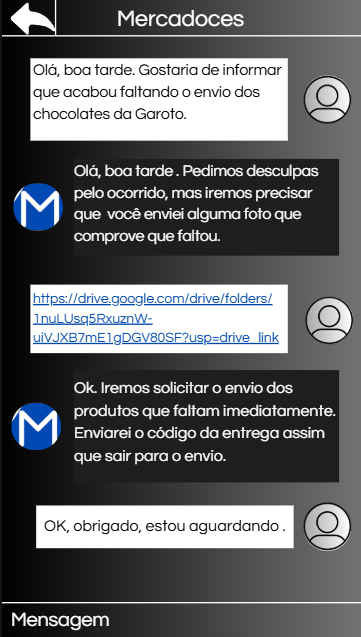 Mercadoces
Olá, boa tarde. Gostaria de informar
que acabou faltando o envio dos
chocolates da Garoto.
Olá, boa tarde . Pedimos desculpas
pelo ocorrido, mas iremos precisar
que você enviei alguma foto que
comprove que faltou.
M
https://drive.google.com/drive/folders/
1nuLUsq5RxuznW-
uiVJXB7mE1gDGV80SF?usp=drive_link
Ok. Iremos solicitar o envio dos
produtos que faltam imediatamente.
Enviarei o código da entrega assim
que sair para o envio.
M
OK, obrigado, estou aguardando .
Mensagem